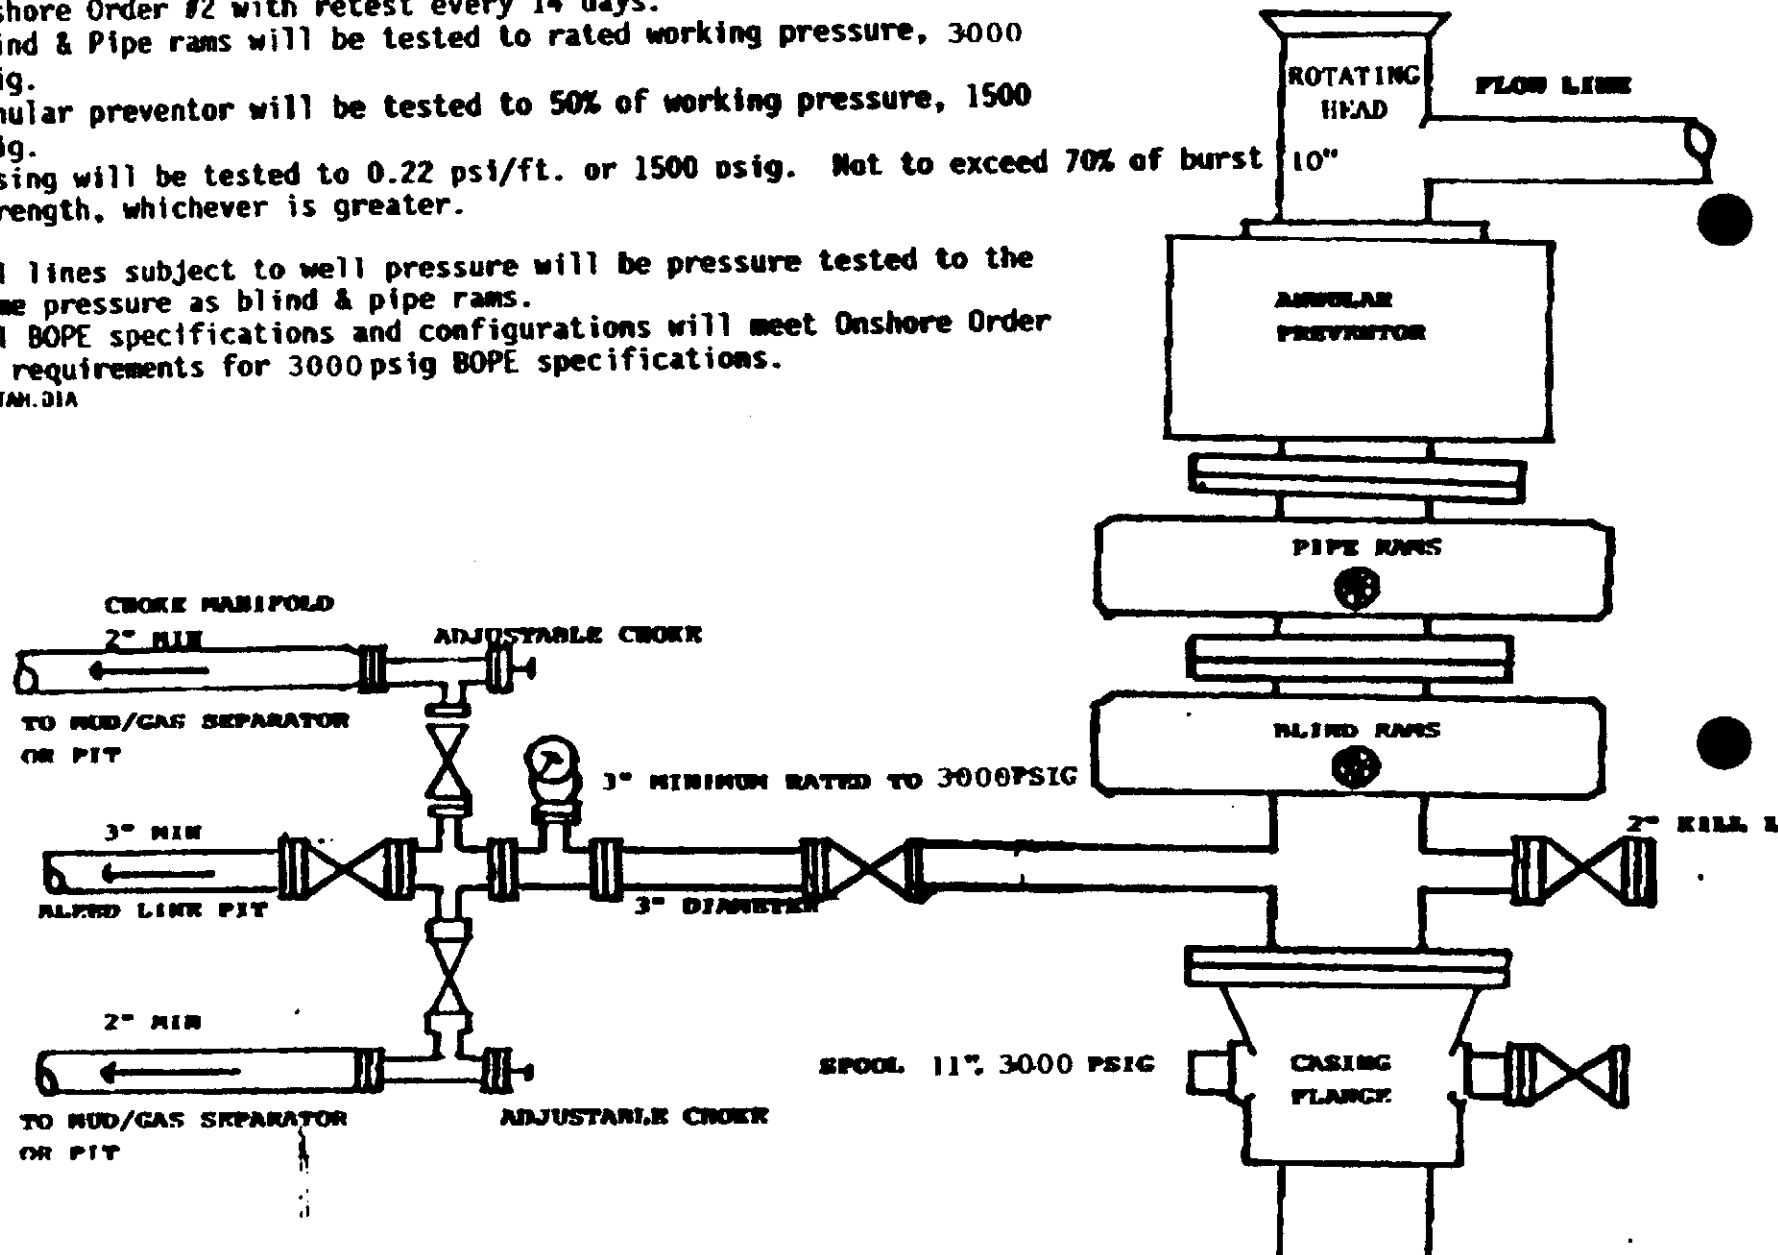 shore Order #2 with retest every 14 days.
ind & Pipe rams will be tested to rated working pressure, 3000
ig.
nular preventor will be tested to 50% of working pressure, 1500
ig.
sing will be tested to 0.22 psi/ft. or 1500 psig. Not to exceed 70% of burst
rength, whichever is greater.
l lines subject to well pressure will be pressure tested to the
me pressure as blind & pipe rams.
l BOPE specifications and configurations will meet Onshore Order
requirements for 3000 psig BOPE specifications.
TAH.DIA
ROTATING
HEAD
FLOW LINE
10"
ANNULAR
PREVENTOR
PIPE RAMS
CHOKE MANIFOLD
2" MIN
ADJUSTABLE CHOKE
TO MUD/GAS SEPARATOR
OR PIT
BLIND RAMS
3" MINIMUM RATED TO 3000PSIG
3" MIN
2" KILL L
BLEED LINE PIT
3" DIAMETER
2" MIN
SPOOL 11", 3000 PSIG
CASING
FLANGE
TO MUD/GAS SEPARATOR
OR PIT
ADJUSTABLE CHOKE